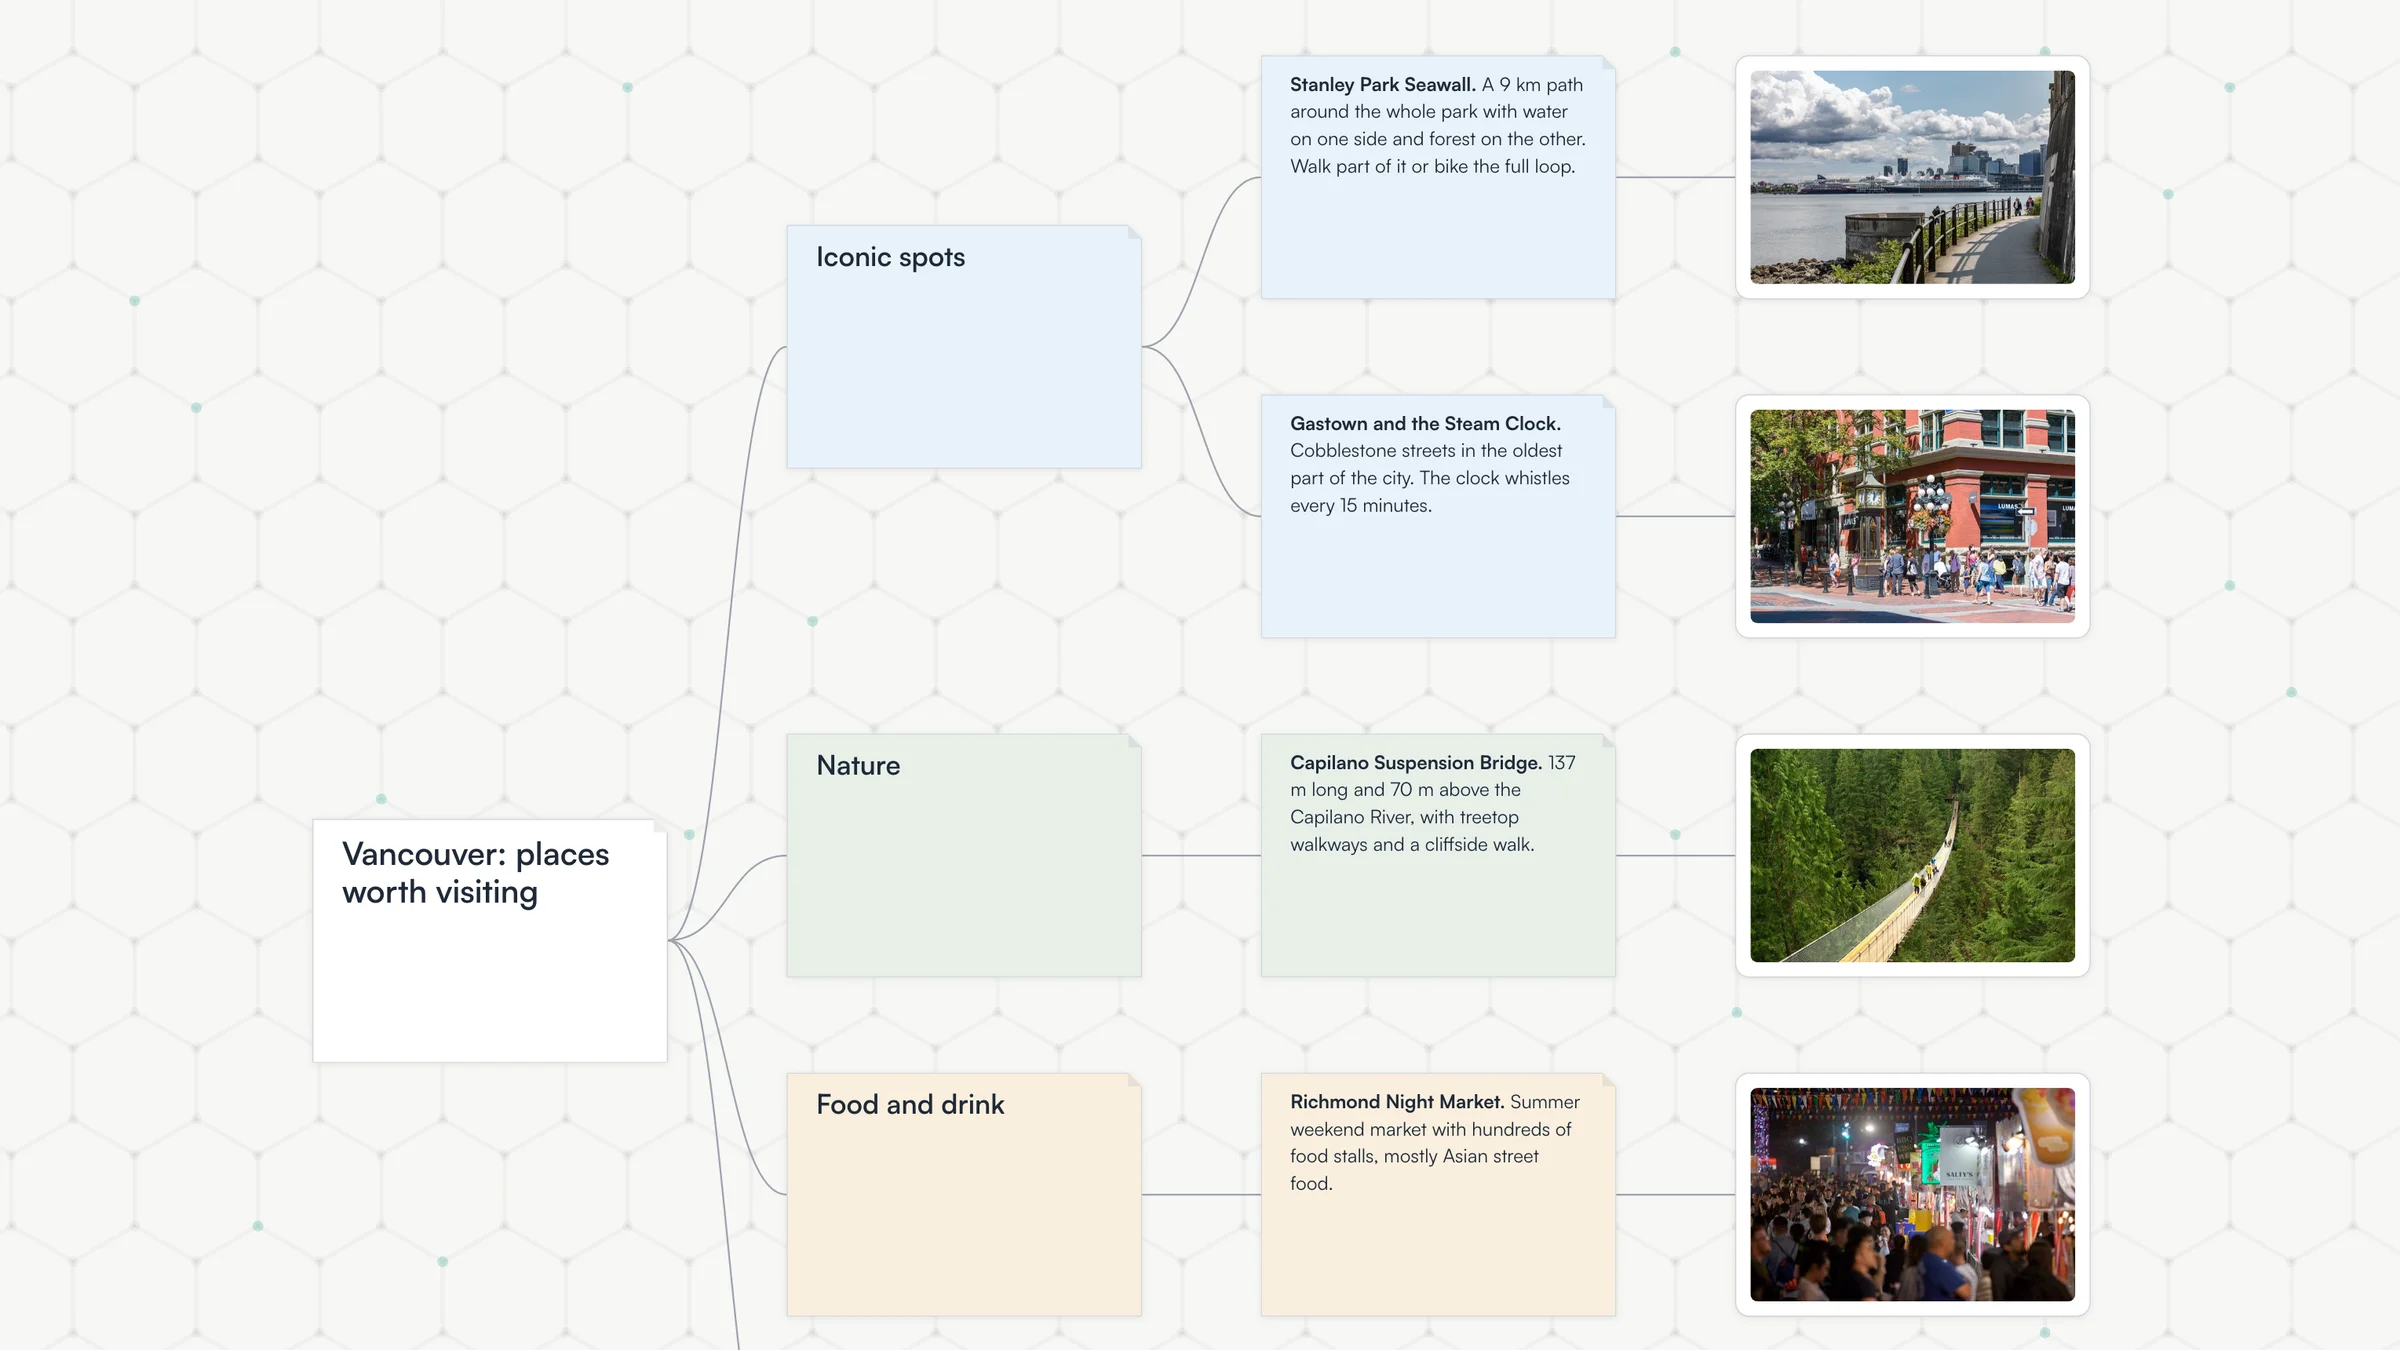 Stanley Park Seawall. A 9 km path
around the whole park with water
on one side and forest on the other.
Walk part of it or bike the full loop.
Iconic spots
Gastown and the Steam Clock.
Cobblestone streets in the oldest
part of the city. The clock whistles
every 15 minutes.
LUMAS
Nature
Capilano Suspension Bridge. 137
m long and 70 m above the
Capilano River, with treetop
walkways and a cliffside walk.
Vancouver: places
worth visiting
Food and drink
Richmond Night Market. Summer
weekend market with hundreds of
food stalls, mostly Asian street
food.
SALTY'S